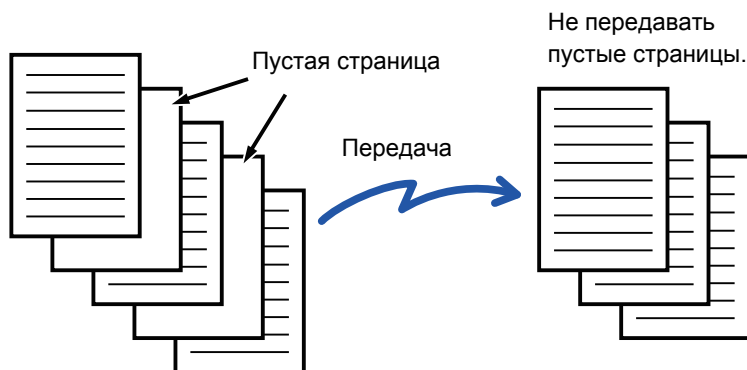 Не передавать
пустые страницы.
Пустая страница
Передача